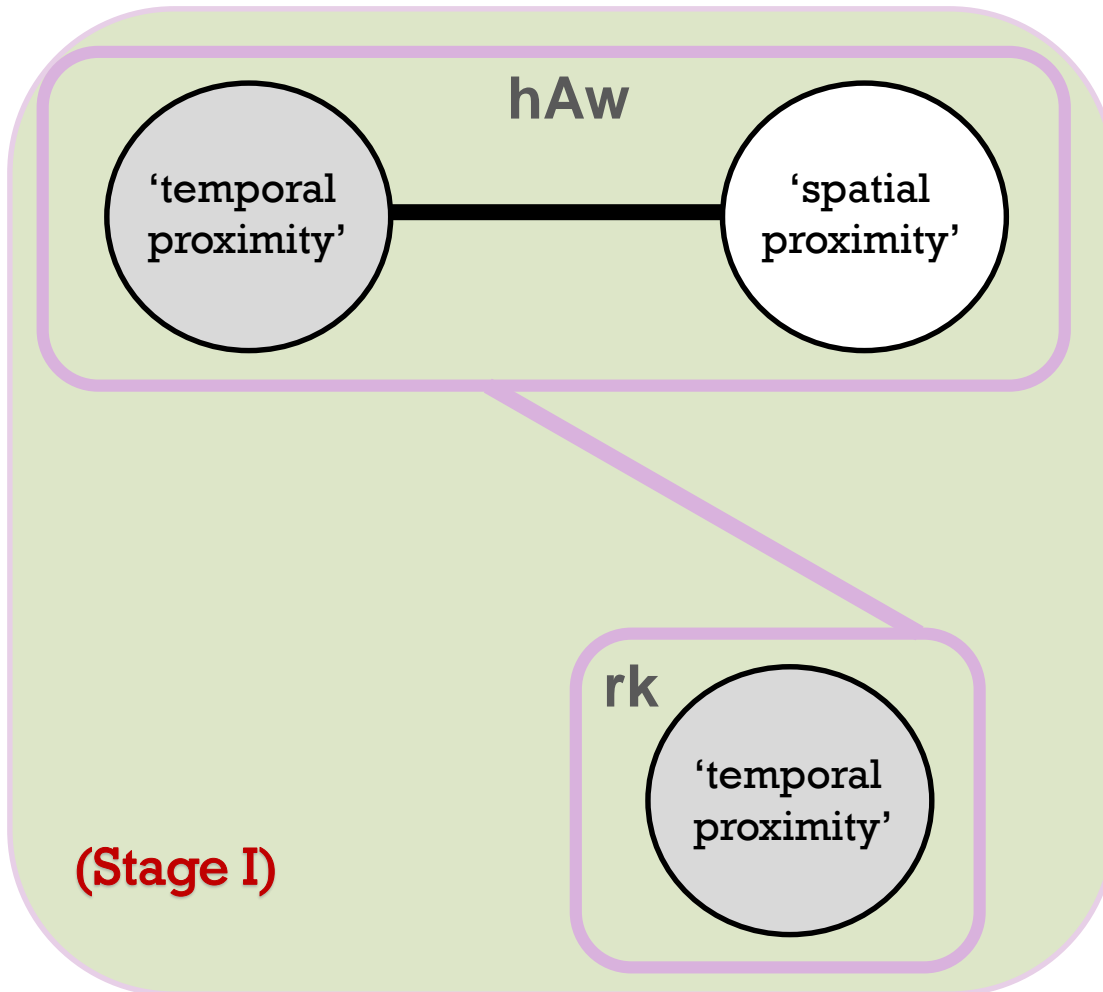 hAw
‘temporal
proximity’
‘spatial
proximity’
rk
‘temporal
proximity’
(Stage I)